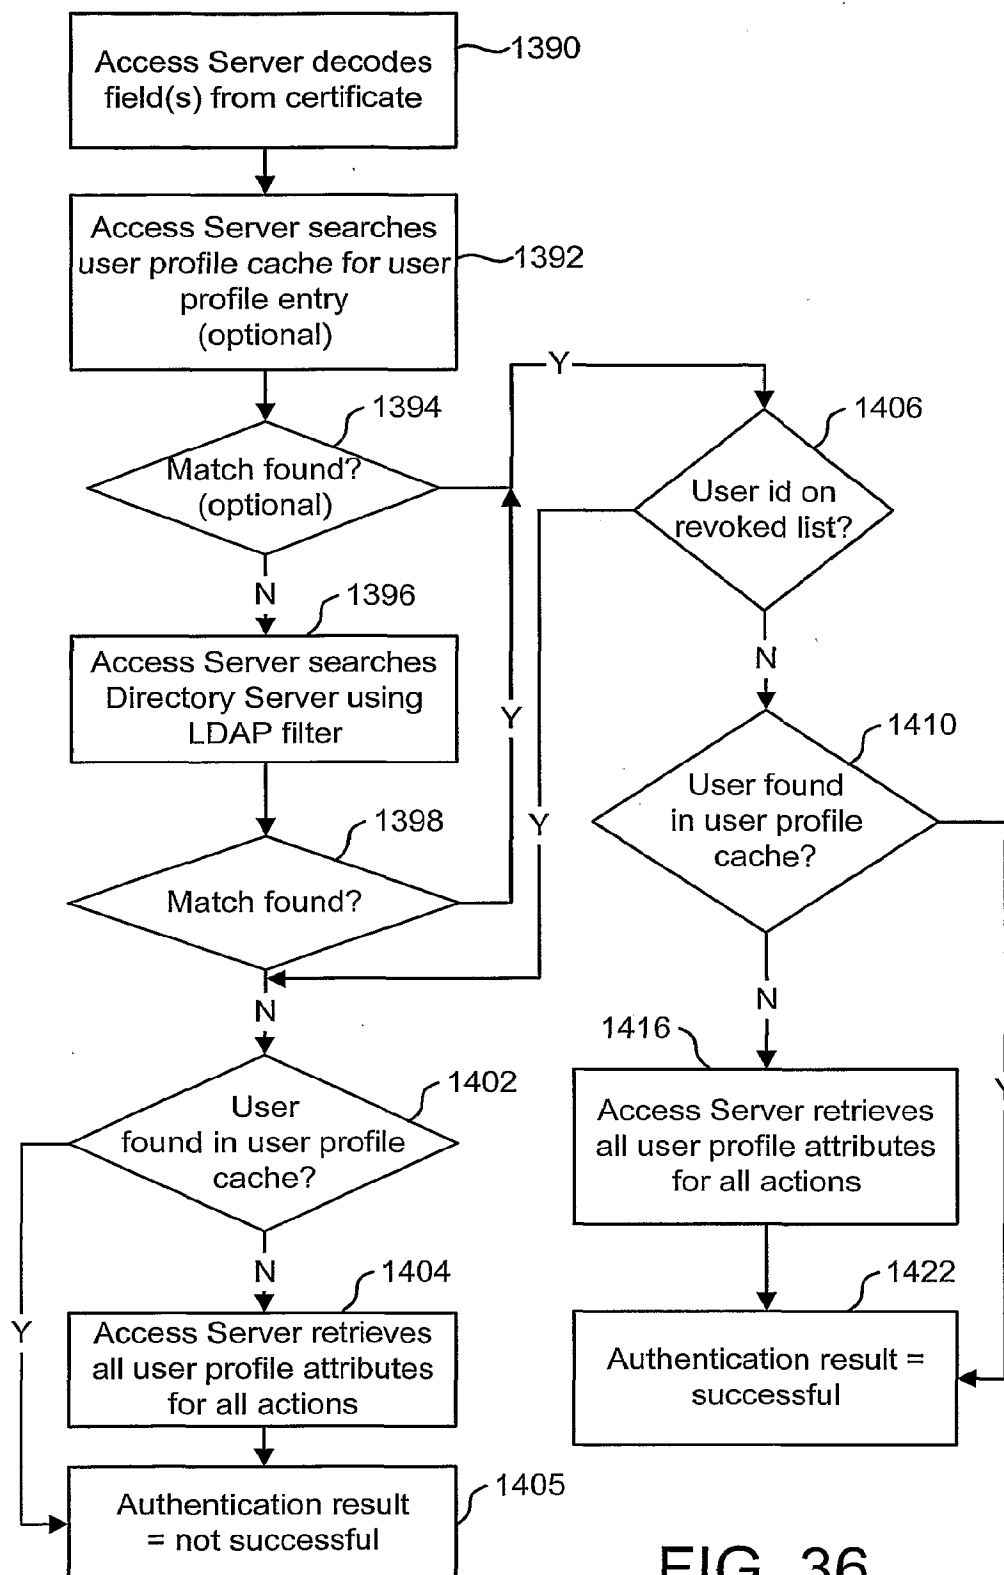 Access Server decodes
field(s) from certificate
1390
Access Server searches
user profile cache for user
profile entry
(optional)
1392
Match found?
(optional)
1394
Y
N
1396
Access Server searches
Directory Server using
LDAP filter
Y
1398
Match found?
N
1402
User
found in user profile
cache?
Y
N
1404
Access Server retrieves
all user profile attributes
for all actions
1405
Authentication result
= not successful
1406
User id on
revoked list?
Y
N
1410
User found
in user profile
cache?
N
Y
1416
Access Server retrieves
all user profile attributes
for all actions
1422
Authentication result =
successful
FIG. 36